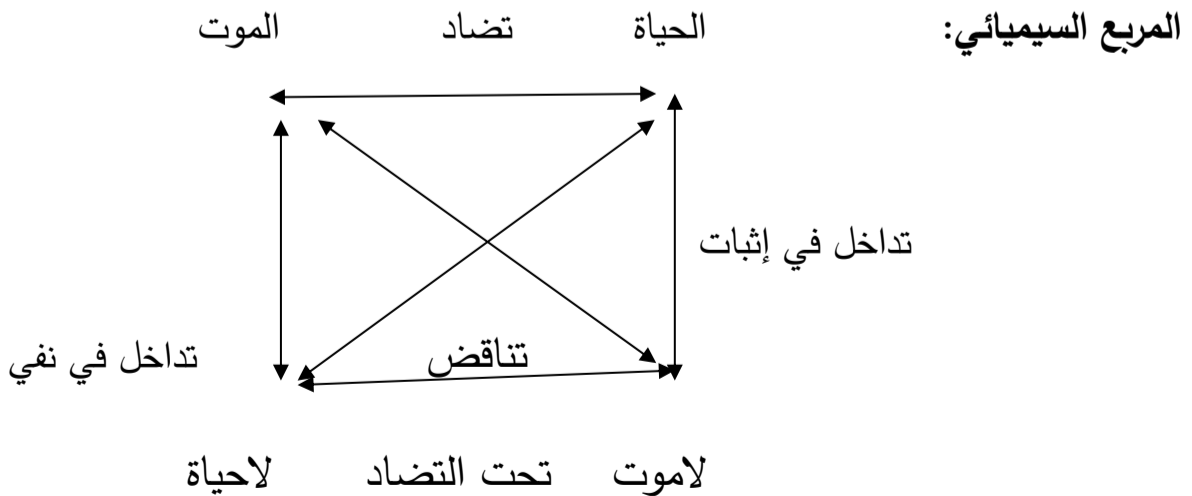 المربع السيميائي:
الحياة تضاد الموت
تداخل في إثبات
تداخل في نفي
تناقض
لاموت تحت التضاد لاحياة